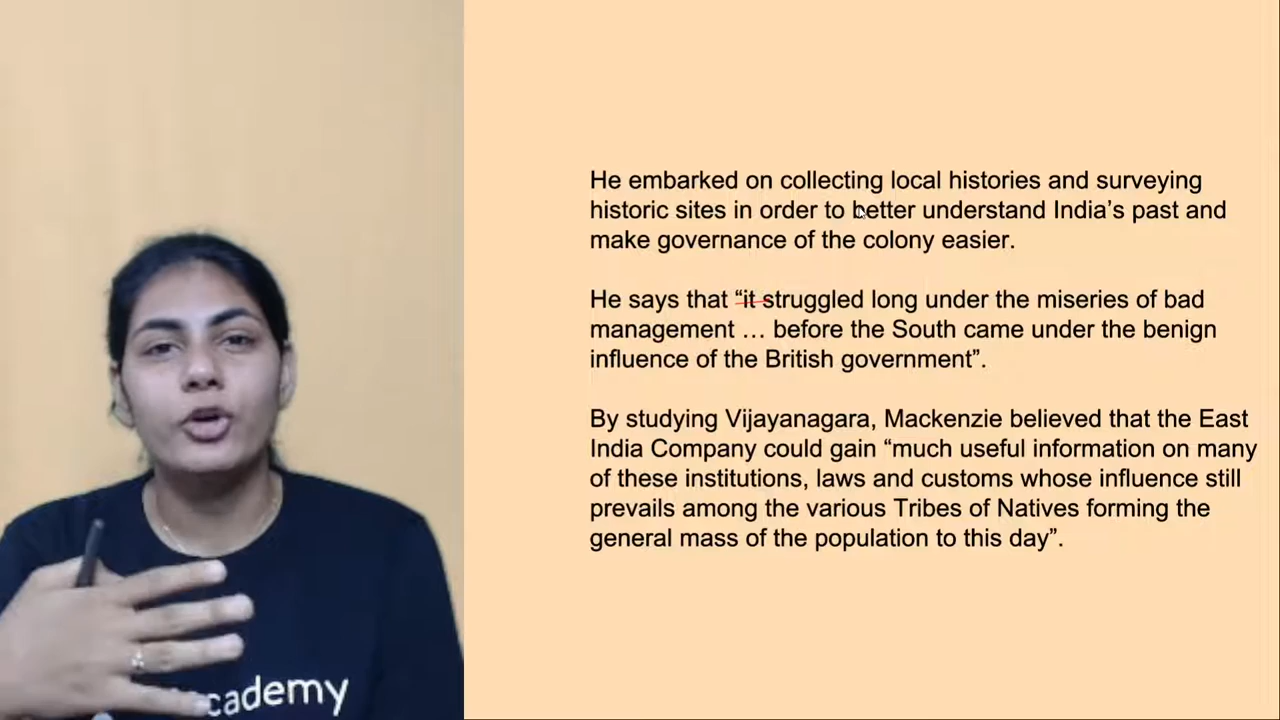 He embarked on collecting local histories and surveying
historic sites in order to better understand India's past and
make governance of the colony easier.
He says that “it struggled long under the miseries of bad
management … before the South came under the benign
influence of the British government”.
By studying Vijayanagara, Mackenzie believed that the East
India Company could gain “much useful information on many
of these institutions, laws and customs whose influence still
prevails among the various Tribes of Natives forming the
general mass of the population to this day”.
cademy